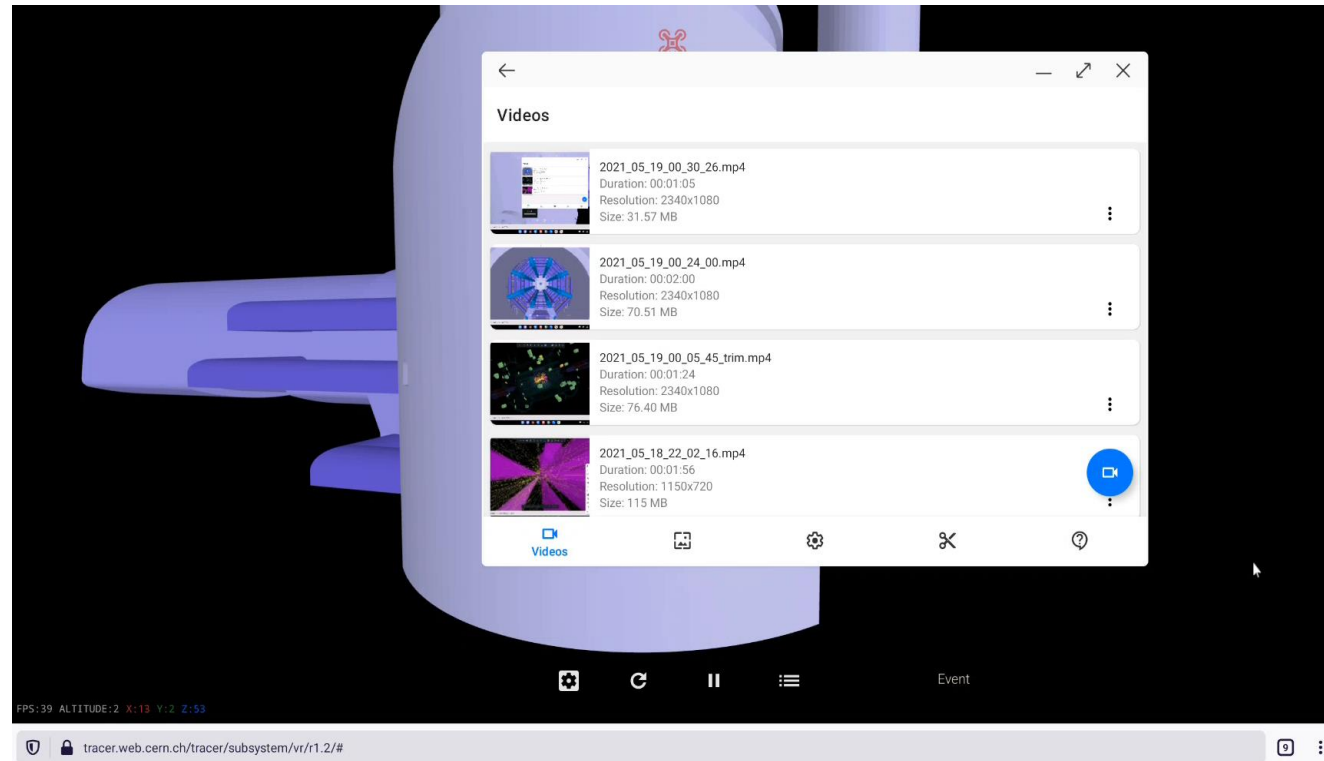 Videos
2021_05_19_00_30_26.mp4
Duration: 00:01:05
Resolution: 2340x1080
Size: 31.57 MB
2021_05_19_00_24_00.mp4
Duration: 00:02:00
Resolution: 2340x1080
Size: 70.51 MB
2021_05_19_00_05_45_trim.mp4
Duration: 00:01:24
Resolution: 2340x1080
Size: 76.40 MB
2021_05_18_22_02_16.mp4
Duration: 00:01:56
Resolution: 1150x720
Size: 115 MB
Videos
Event
FPS:39 ALTITUDE:2 X:13 Y:2 Z:53
tracer.web.cern.ch/tracer/subsystem/vr/r1.2/#
9